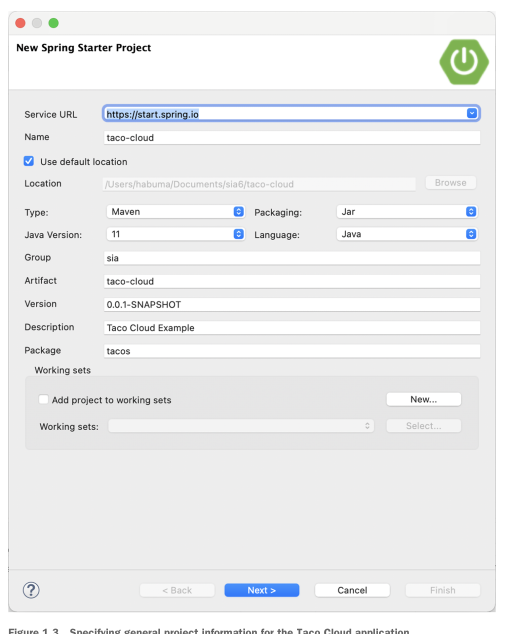 New Spring Starter Project
Service URL https://start.spring.io
Name taco-cloud
Use default location
Location /Users/habuma/Documents/sia6/taco-cloud Browse
Type: Maven Packaging: Jar
Java Version: 11 Language: Java
Group sia
Artifact taco-cloud
Version 0.0.1-SNAPSHOT
Description Taco Cloud Example
Package tacos
Working sets
Add project to working sets New...
Working sets: Select...
? < Back Next > Cancel Finish
Figure 1.3 Specifying general project information for the Taco Cloud application